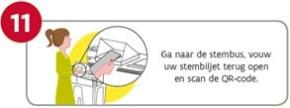 11
Ga naar de stembus, vouw
uw stembiljet terug open
en scan de QR-code.